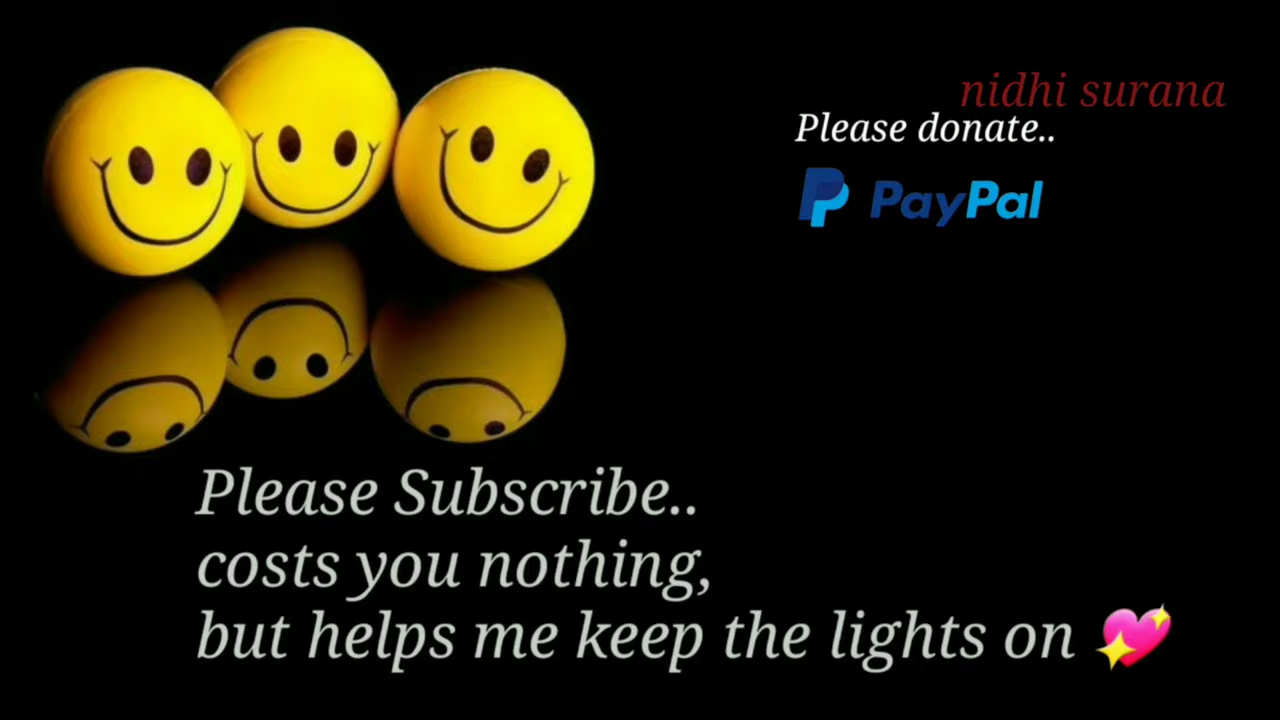 nidhi surana
Please donate..
PayPal
Please Subscribe..
costs you nothing,
but helps me keep the lights on 💖